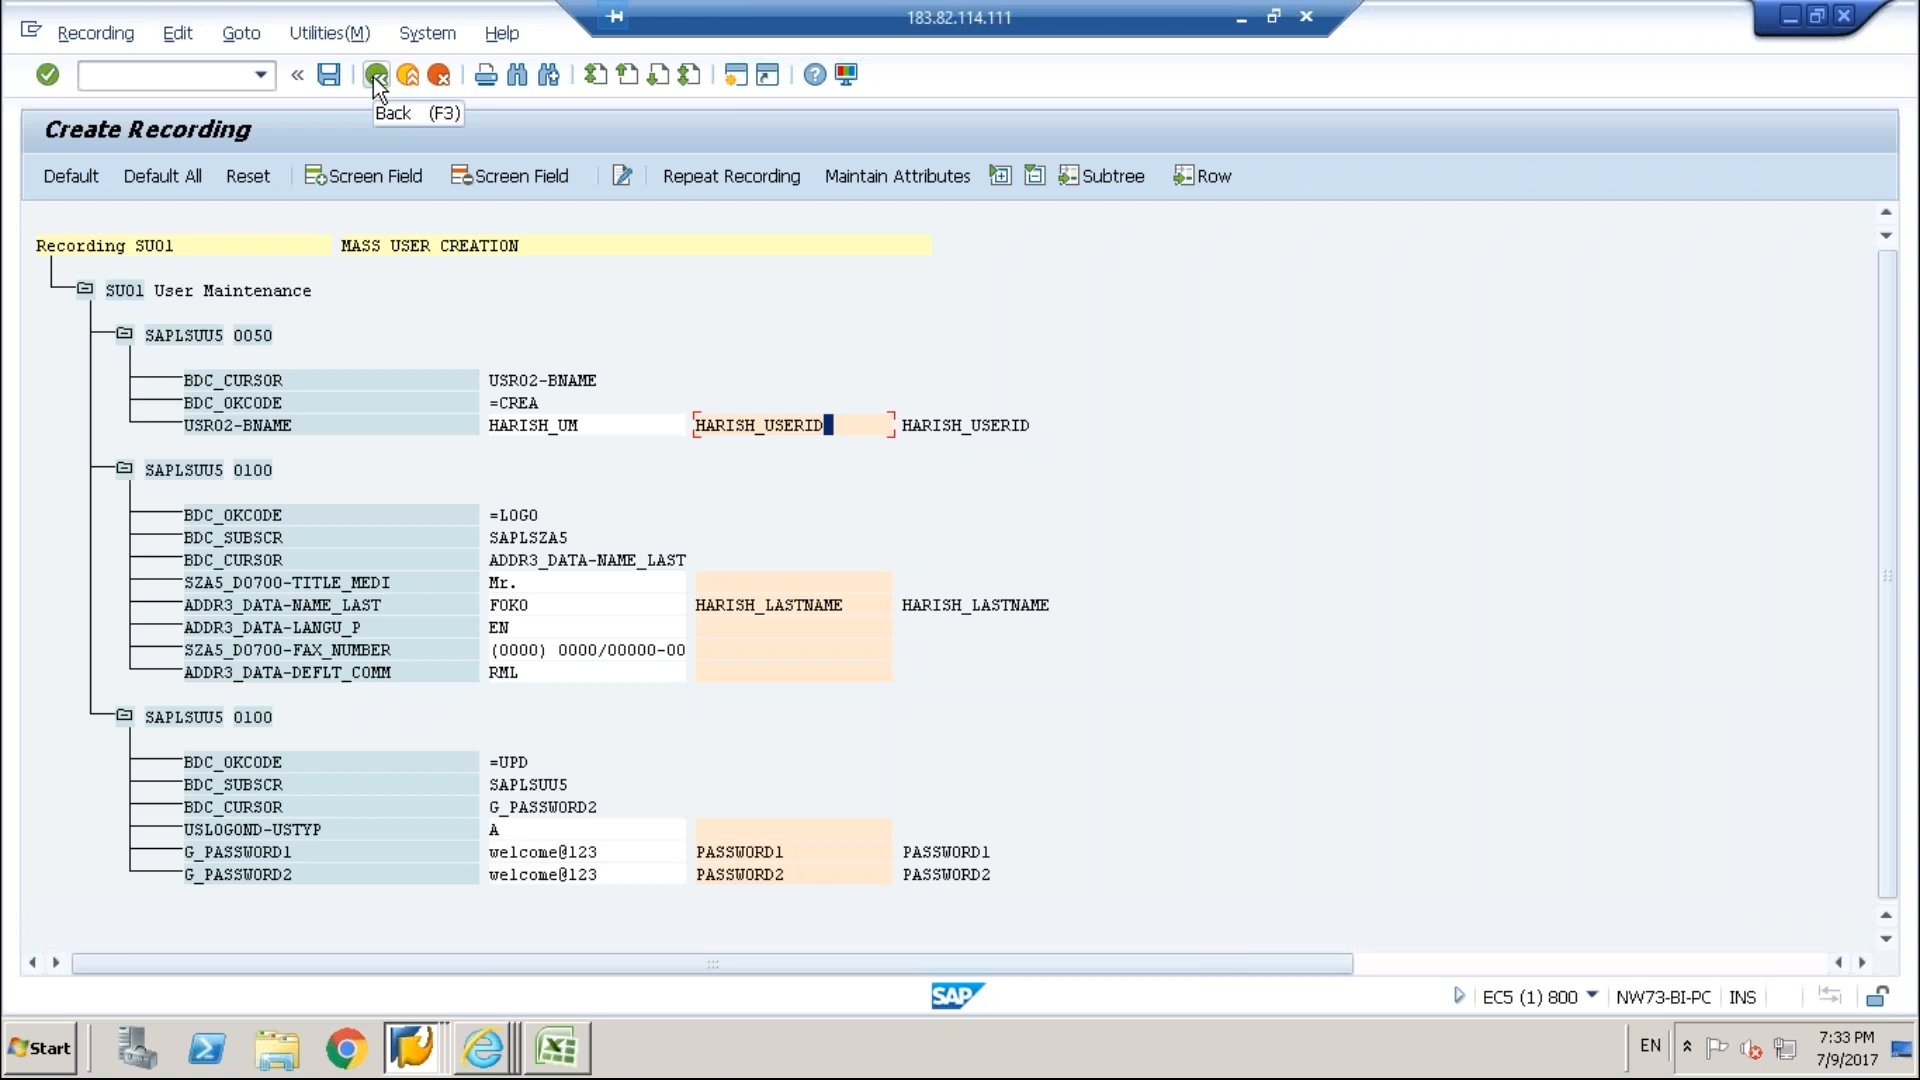 183.82.114.111
Recording Edit Goto Utilities(M) System Help
Back (F3)
Create Recording
Default Default All Reset Screen Field Screen Field Repeat Recording Maintain Attributes Subtree Row
Recording SU01 MASS USER CREATION
SU01 User Maintenance
SAPLSUU5 0050
BDC_CURSOR USR02-BNAME
BDC_OKCODE =CREA
USR02-BNAME HARISH_UM HARISH_USERID HARISH_USERID
SAPLSUU5 0100
BDC_OKCODE =LOGO
BDC_SUBSCR SAPLSZA5
BDC_CURSOR ADDR3_DATA-NAME_LAST
SZA5_D0700-TITLE_MEDI Mr.
ADDR3_DATA-NAME_LAST FOKO HARISH_LASTNAME HARISH_LASTNAME
ADDR3_DATA-LANGU_P EN
SZA5_D0700-FAX_NUMBER (0000) 0000/00000-00
ADDR3_DATA-DEFLT_COMM RML
SAPLSUU5 0100
BDC_OKCODE =UPD
BDC_SUBSCR SAPLSUU5
BDC_CURSOR G_PASSWORD2
USLOGOND-USTYP A
G_PASSWORD1 welcome@123 PASSWORD1 PASSWORD1
G_PASSWORD2 welcome@123 PASSWORD2 PASSWORD2
SAP EC5 (1) 800 NW73-BI-PC INS
Start EN 7:33 PM
7/9/2017